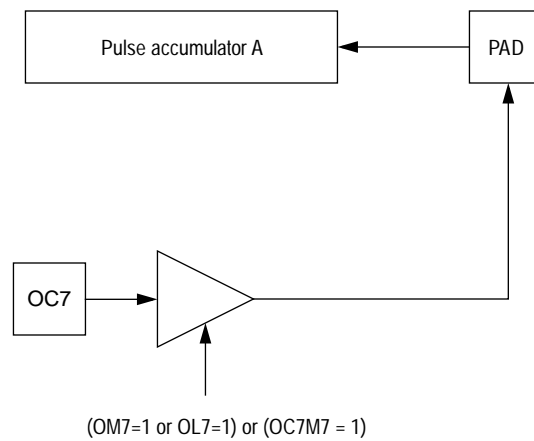 Pulse accumulator A
PAD
OC7
(OM7=1 or OL7=1) or (OC7M7 = 1)